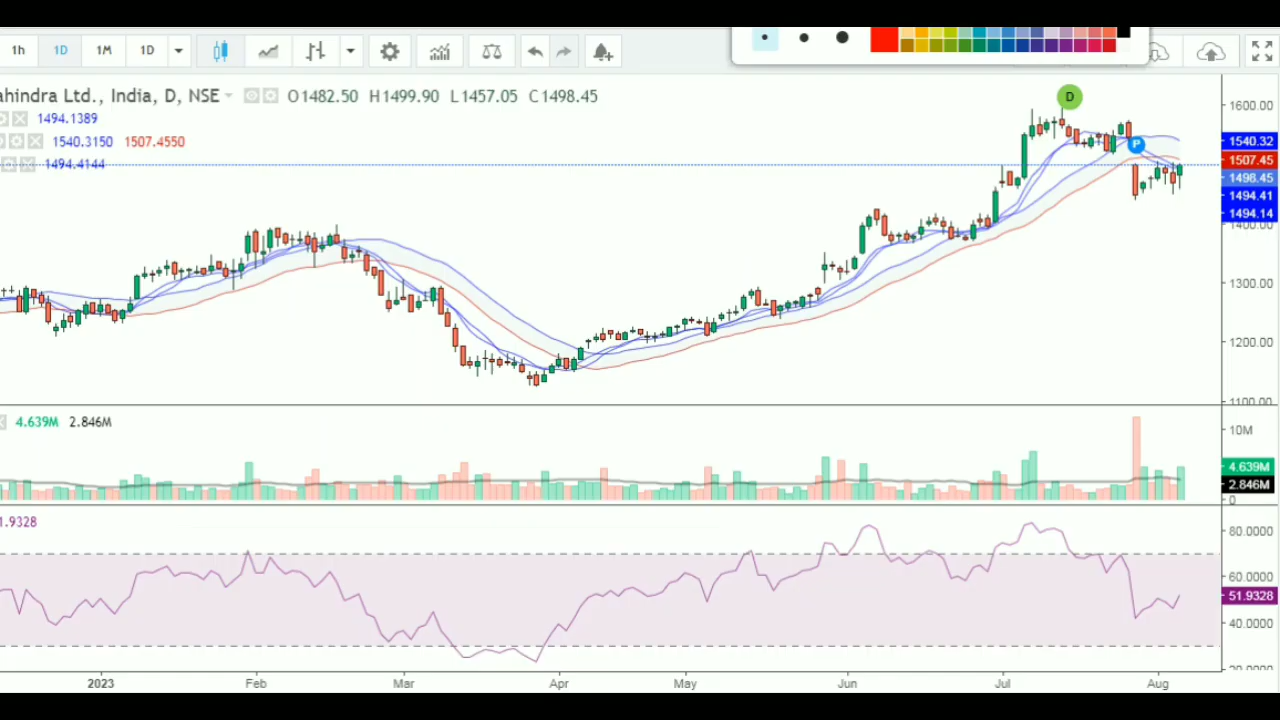 1h 1D 1M 1D
ahindra Ltd., India, D, NSE O1482.50 H1499.90 L1457.05 C1498.45
1494.1389
1540.3150 1507.4550
1494.4144
D
P
1600.00
1540.32
1507.45
1498.45
1494.41
1494.14
1400.00
1300.00
1200.00
1100.00
4.639M 2.846M
10M
4.639M
2.846M
0
1.9328
80.0000
60.0000
51.9328
40.0000
20.0000
2023 Feb Mar Apr May Jun Jul Aug